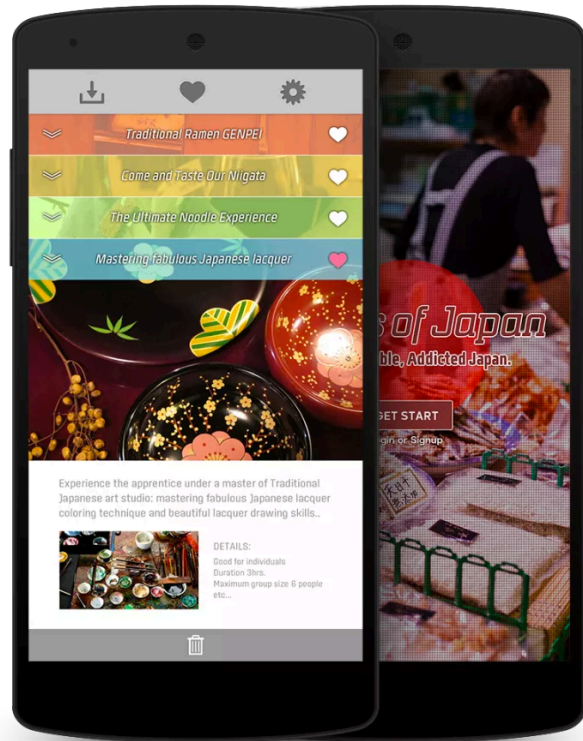 Traditional Ramen GENPEI
Come and Taste Our Niigata
The Ultimate Noodle Experience
Mastering fabulous Japanese lacquer
Experience the apprentice under a master of Traditional
Japanese art studio: mastering fabulous Japanese lacquer
coloring technique and beautiful lacquer drawing skills..
DETAILS:
Good for individuals
Duration 3hrs.
Maximum group size 6 people
etc...
s of Japan
ble, Addicted Japan.
GET START
gin or Signup